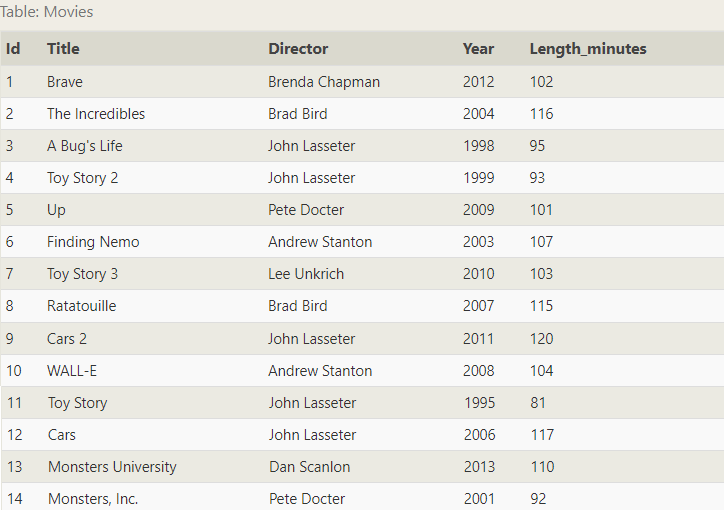 Table: Movies
Id Title Director Year Length_minutes
1 Brave Brenda Chapman 2012 102
2 The Incredibles Brad Bird 2004 116
3 A Bug's Life John Lasseter 1998 95
4 Toy Story 2 John Lasseter 1999 93
5 Up Pete Docter 2009 101
6 Finding Nemo Andrew Stanton 2003 107
7 Toy Story 3 Lee Unkrich 2010 103
8 Ratatouille Brad Bird 2007 115
9 Cars 2 John Lasseter 2011 120
10 WALL-E Andrew Stanton 2008 104
11 Toy Story John Lasseter 1995 81
12 Cars John Lasseter 2006 117
13 Monsters University Dan Scanlon 2013 110
14 Monsters, Inc. Pete Docter 2001 92